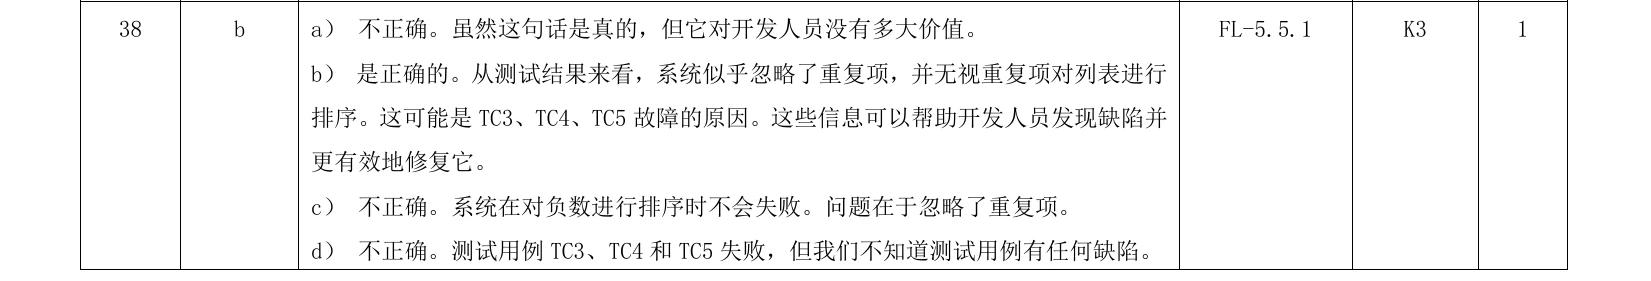 38 b a） 不正确。虽然这句话是真的，但它对开发人员没有多大价值。 FL-5.5.1 K3 1
b） 是正确的。从测试结果来看，系统似乎忽略了重复项，并无视重复项对列表进行
排序。这可能是 TC3、TC4、TC5 故障的原因。这些信息可以帮助开发人员发现缺陷并
更有效地修复它。
c） 不正确。系统在对负数进行排序时不会失败。问题在于忽略了重复项。
d） 不正确。测试用例 TC3、TC4 和 TC5 失败，但我们不知道测试用例有任何缺陷。